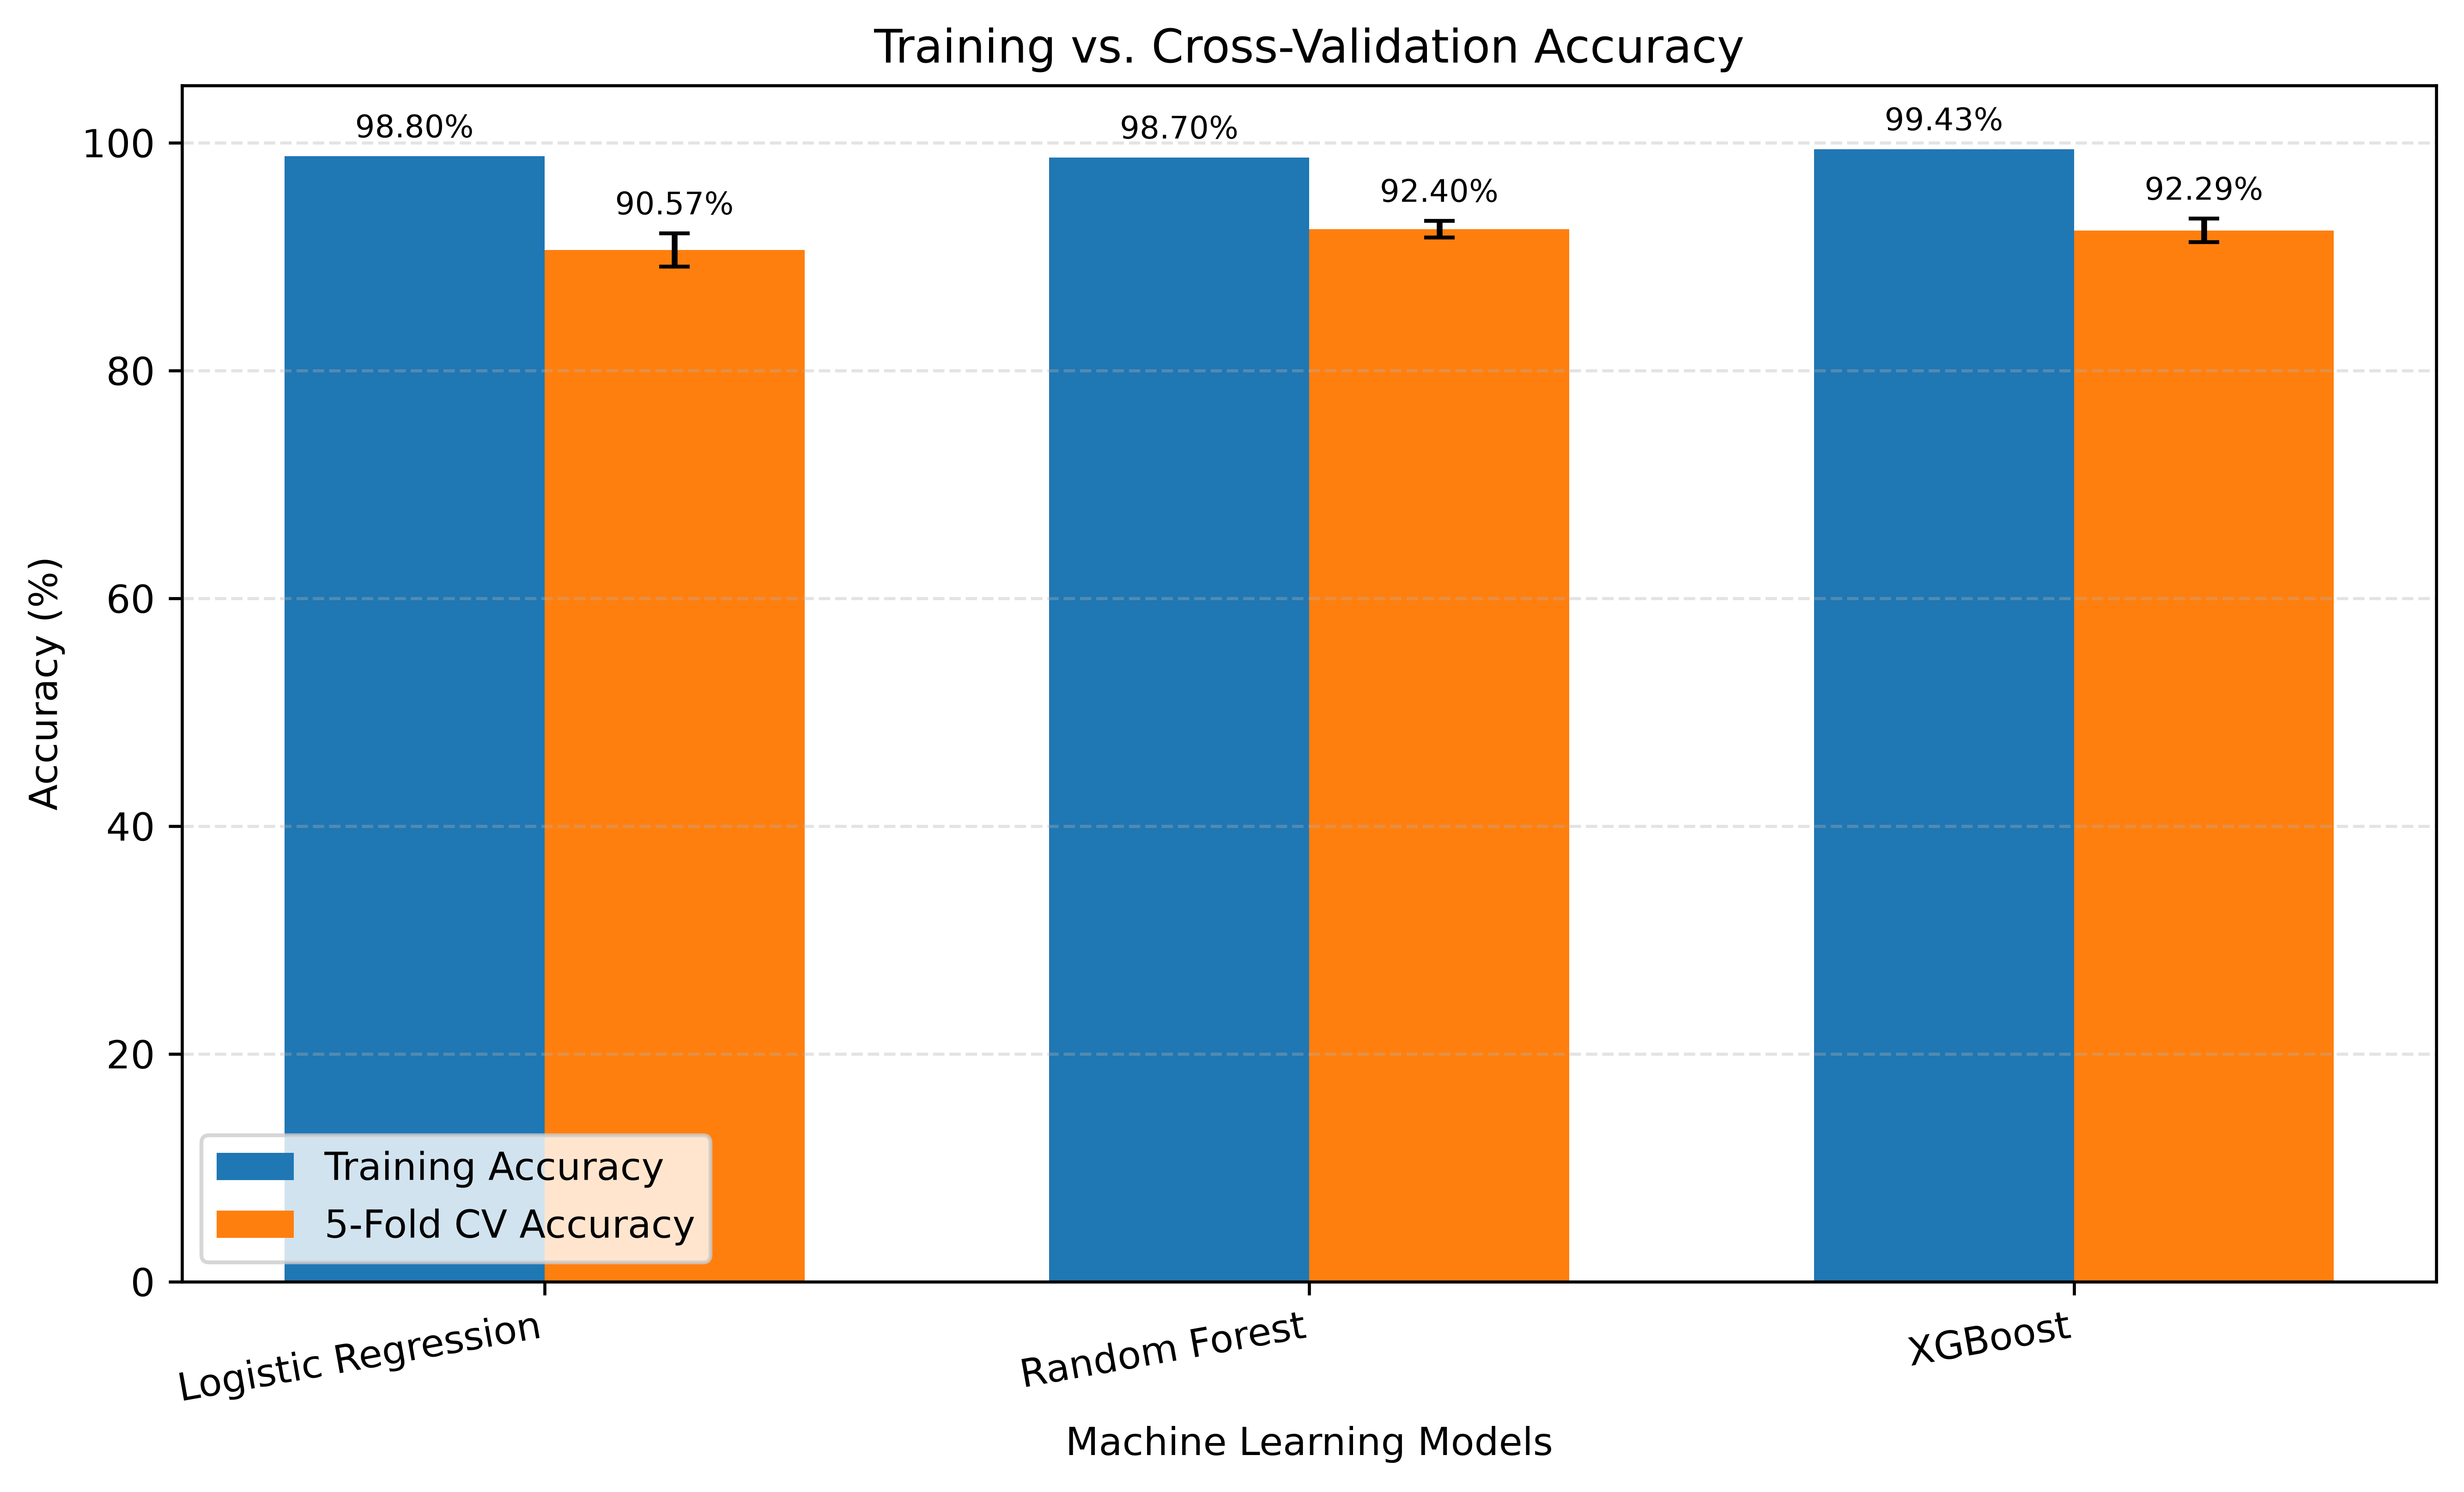 Training vs. Cross-Validation Accuracy
98.80%
90.57%
98.70%
92.40%
99.43%
92.29%
Accuracy (%)
100
80
60
40
20
0
Training Accuracy
5-Fold CV Accuracy
Logistic Regression
Random Forest
XGBoost
Machine Learning Models